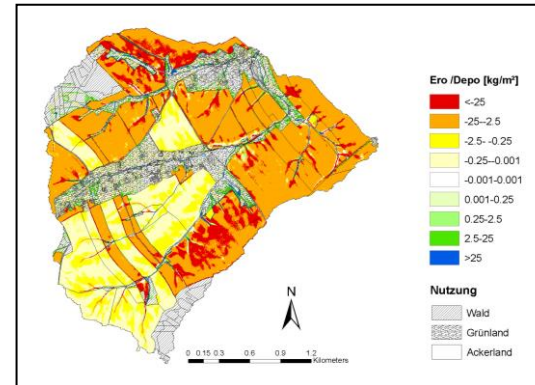 Ero /Depo [kg/m²]
<-25
-25--2.5
-2.5- -0.25
-0.25--0.001
-0.001-0.001
0.001-0.25
0.25-2.5
2.5-25
>25
Nutzung
Wald
Grünland
Ackerland
N
0 0.15 0.3 0.6 0.9 1.2
Kilometers